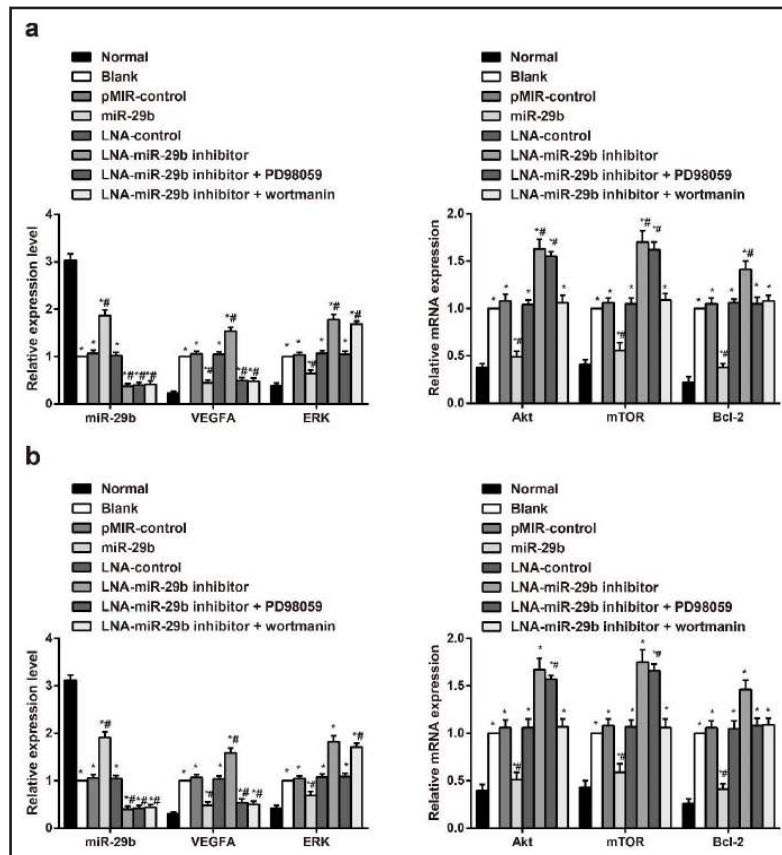 a
Normal
Blank
pMIR-control
miR-29b
LNA-control
LNA-miR-29b inhibitor
LNA-miR-29b inhibitor + PD98059
LNA-miR-29b inhibitor + wortmanin
Relative expression level
4
3
2
1
0
* * *# * *# *# *#
* * *# * *# *# *#
* * *# * *# * *#
miR-29b VEGFA ERK
Normal
Blank
pMIR-control
miR-29b
LNA-control
LNA-miR-29b inhibitor
LNA-miR-29b inhibitor + PD98059
LNA-miR-29b inhibitor + wortmanin
Relative mRNA expression
2.0
1.5
1.0
0.5
0.0
* * *# * *# *# *
* * *# * *# *# *
* * *# * *# * *
Akt mTOR Bcl-2
b
Normal
Blank
pMIR-control
miR-29b
LNA-control
LNA-miR-29b inhibitor
LNA-miR-29b inhibitor + PD98059
LNA-miR-29b inhibitor + wortmanin
Relative expression level
4
3
2
1
0
* * *# * *# *# *#
* * *# * *# *# *#
* * *# * * * *#
miR-29b VEGFA ERK
Normal
Blank
pMIR-control
miR-29b
LNA-control
LNA-miR-29b inhibitor
LNA-miR-29b inhibitor + PD98059
LNA-miR-29b inhibitor + wortmanin
Relative mRNA expression
2.0
1.5
1.0
0.5
0.0
* * *# * * *# *
* * *# * * *# *
* * *# * * * *
Akt mTOR Bcl-2